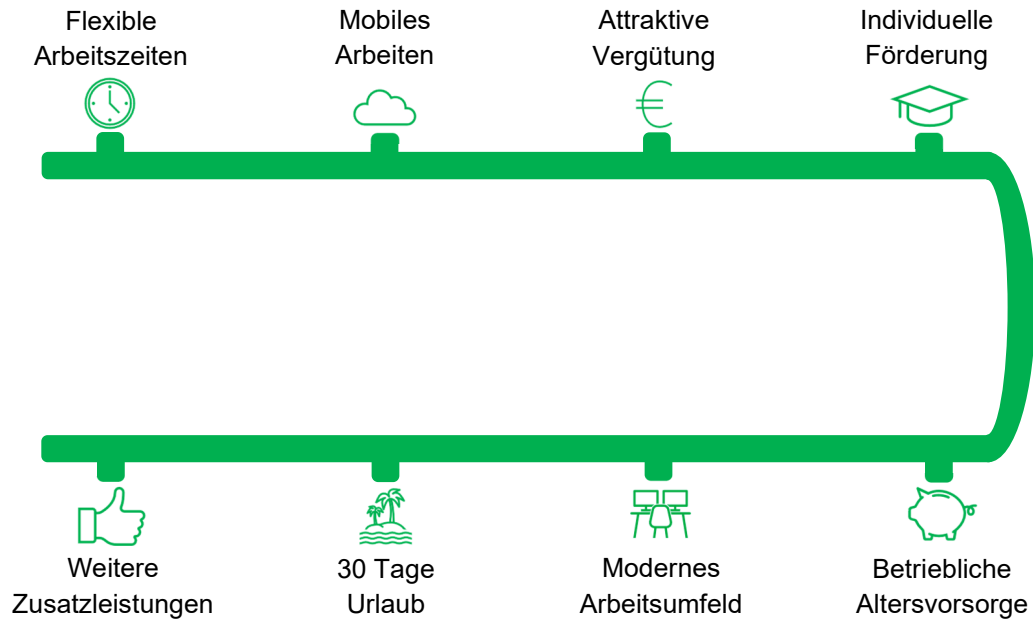 Flexible
Arbeitszeiten
Mobiles
Arbeiten
Attraktive
Vergütung
Individuelle
Förderung
Weitere
Zusatzleistungen
30 Tage
Urlaub
Modernes
Arbeitsumfeld
Betriebliche
Altersvorsorge